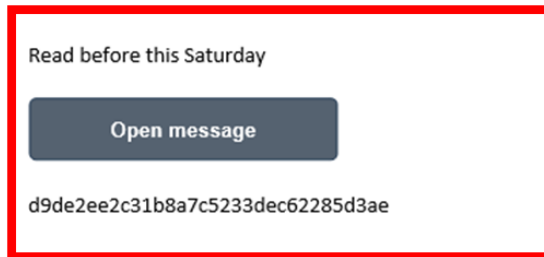 Read before this Saturday
Open message
d9de2ee2c31b8a7c5233dec62285d3ae